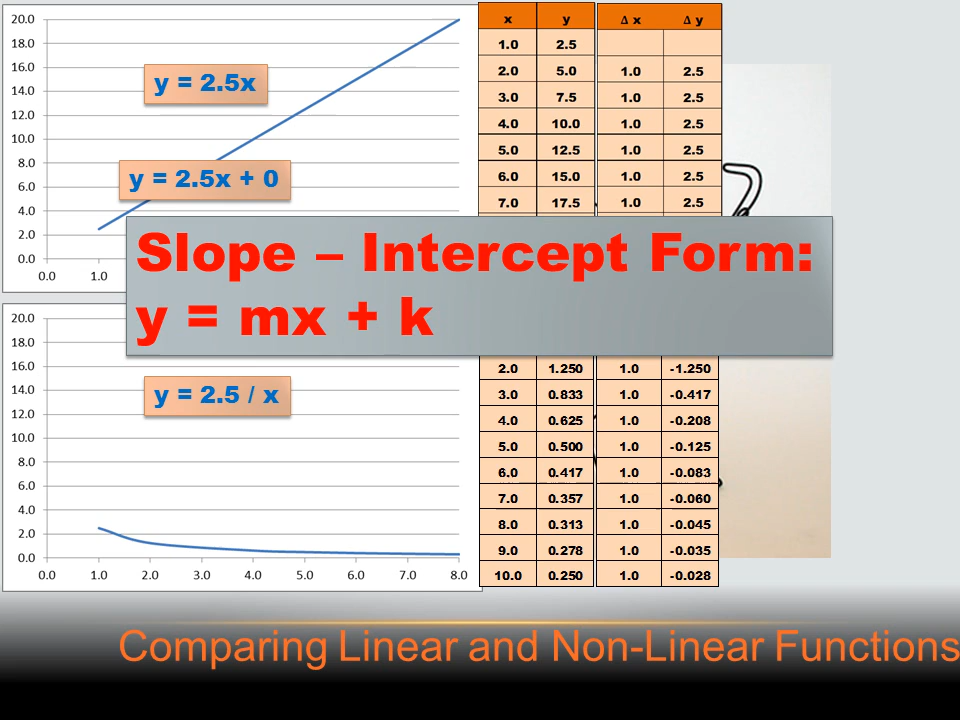 20.0
18.0
16.0
14.0
12.0
10.0
8.0
6.0
4.0
2.0
0.0
0.0 1.0
y = 2.5x
y = 2.5x + 0
x y Δ x Δ y
1.0 2.5
2.0 5.0 1.0 2.5
3.0 7.5 1.0 2.5
4.0 10.0 1.0 2.5
5.0 12.5 1.0 2.5
6.0 15.0 1.0 2.5
7.0 17.5 1.0 2.5
Slope – Intercept Form:
y = mx + k
20.0
18.0
16.0
14.0
12.0
10.0
8.0
6.0
4.0
2.0
0.0
0.0 1.0 2.0 3.0 4.0 5.0 6.0 7.0 8.0
y = 2.5 / x
2.0 1.250 1.0 -1.250
3.0 0.833 1.0 -0.417
4.0 0.625 1.0 -0.208
5.0 0.500 1.0 -0.125
6.0 0.417 1.0 -0.083
7.0 0.357 1.0 -0.060
8.0 0.313 1.0 -0.045
9.0 0.278 1.0 -0.035
10.0 0.250 1.0 -0.028
Comparing Linear and Non-Linear Functions